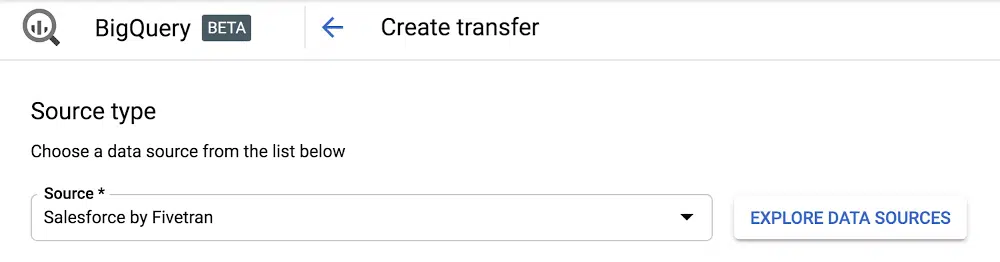 BigQuery BETA Create transfer
Source type
Choose a data source from the list below
Source *
Salesforce by Fivetran
EXPLORE DATA SOURCES